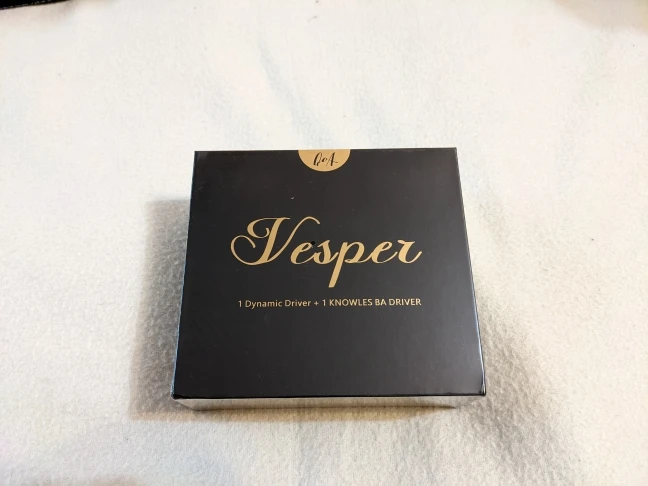 QoA
Vesper
1 Dynamic Driver + 1 KNOWLES BA DRIVER